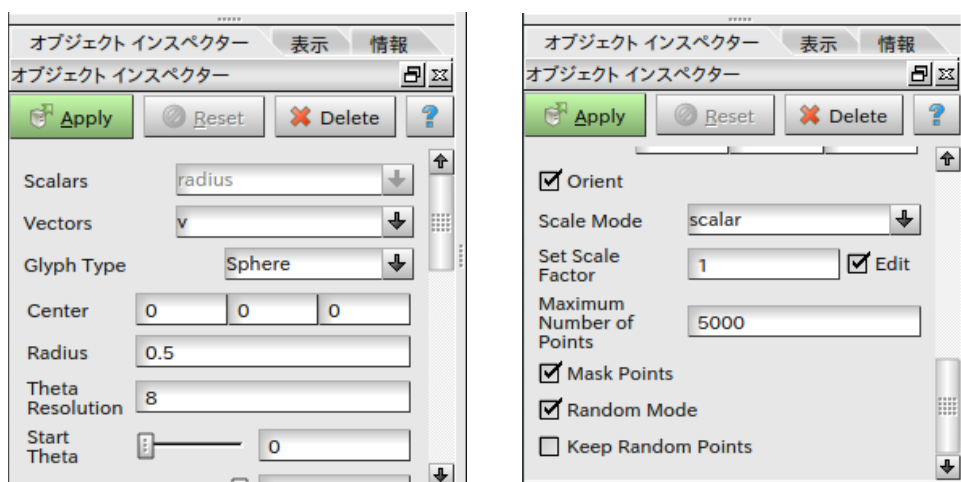 オブジェクト インスペクター 表示 情報
オブジェクト インスペクター
Apply Reset Delete ?
Scalars radius
Vectors v
Glyph Type Sphere
Center 0 0 0
Radius 0.5
Theta
Resolution 8
Start
Theta 0
オブジェクト インスペクター 表示 情報
オブジェクト インスペクター
Apply Reset Delete ?
Orient
Scale Mode scalar
Set Scale
Factor 1 Edit
Maximum
Number of
Points 5000
Mask Points
Random Mode
Keep Random Points